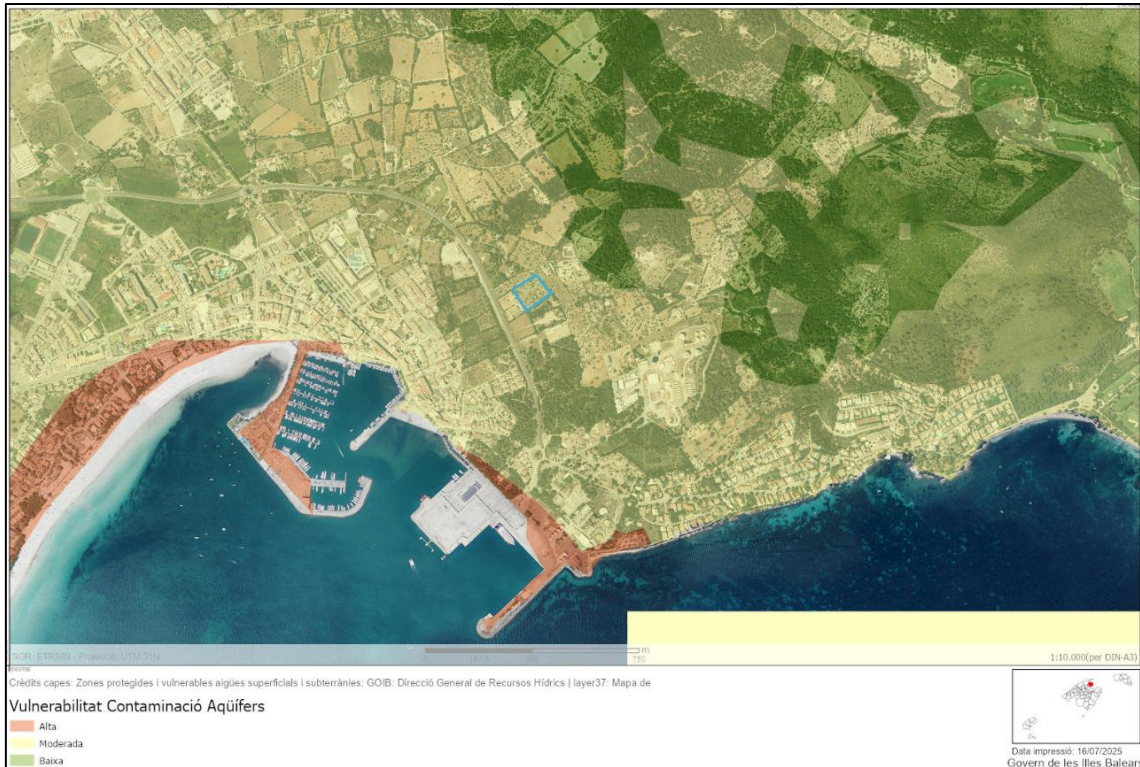 SGR: ETRS89 - Projecció: UTM 31N
187,5
750
m
1:10.000(per DIN-A3)
Crèdits capes: Zones protegides i vulnerables aigües superficials i subterrànies: GOIB: Direcció General de Recursos Hídrics | layer37: Mapa de
Vulnerabilitat Contaminació Aqüífers
Alta
Moderada
Baixa
Data impressió: 16/07/2025
Govern de les Illes Balears